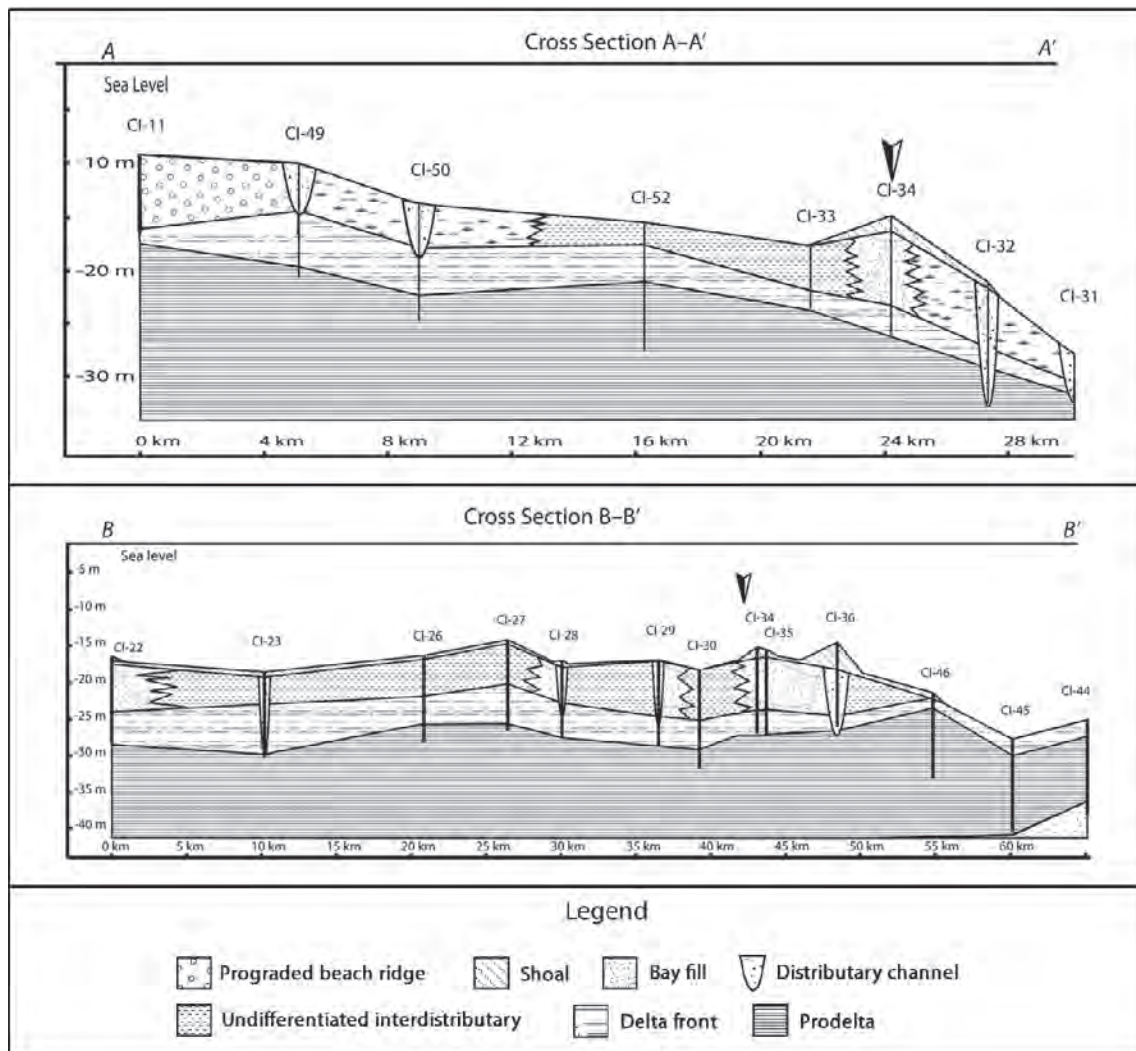 A
Cross Section A–A'
A'
Sea Level
CI-11
CI-49
CI-50
CI-52
CI-33
CI-34
CI-32
CI-31
-10 m
-20 m
-30 m
0 km 4 km 8 km 12 km 16 km 20 km 24 km 28 km
B
Cross Section B–B'
B'
Sea level
-5 m
-10 m
-15 m
-20 m
-25 m
-30 m
-35 m
-40 m
CI-22
CI-23
CI-26
CI-27
CI-28
CI-29
CI-30
CI-34
CI-35
CI-36
CI-46
CI-45
CI-44
0 km 5 km 10 km 15 km 20 km 25 km 30 km 35 km 40 km 45 km 50 km 55 km 60 km
Legend
Prograded beach ridge Shoal Bay fill Distributary channel
Undifferentiated interdistributary Delta front Prodelta